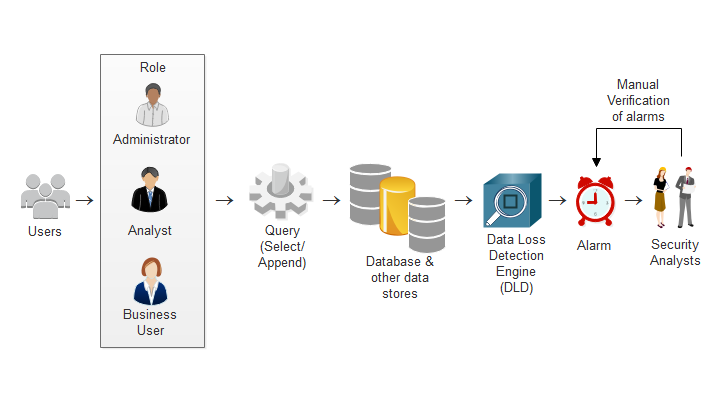 Role
Administrator
Analyst
Business
User
Users
Query
(Select/
Append)
Database &
other data
stores
Data Loss
Detection
Engine
(DLD)
Alarm
Manual
Verification
of alarms
Security
Analysts